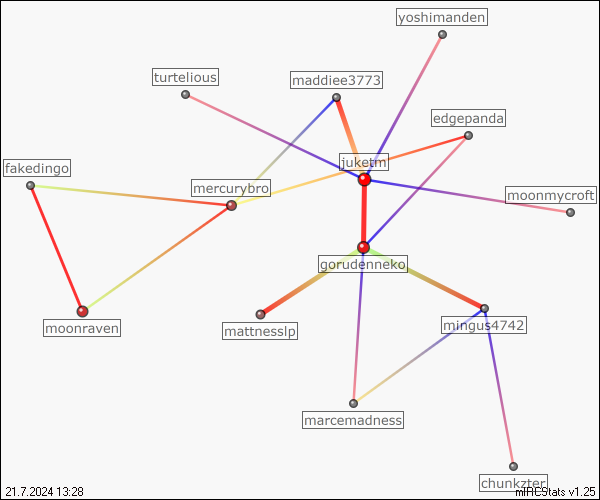 yoshimanden
turtelious
maddiee3773
edgepanda
jukezm
fakedingo
mercurybro
moonmycroft
gorudenneko
moonraven
mattnesslp
mingus4742
marcemadness
chunkzter
21.7.2024 13:28
mIRCStats v1.25